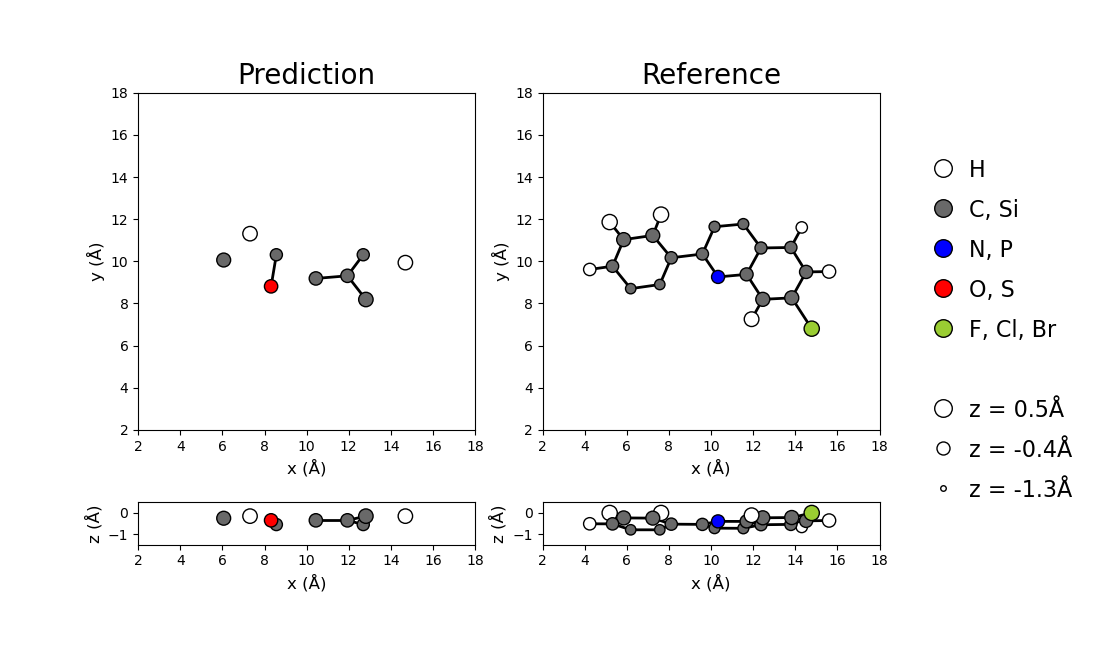 Prediction
Reference
18
16
14
12
10
8
6
4
2
y (Å)
2 4 6 8 10 12 14 16 18
x (Å)
18
16
14
12
10
8
6
4
2
y (Å)
2 4 6 8 10 12 14 16 18
x (Å)
H
C, Si
N, P
O, S
F, Cl, Br
z = 0.5Å
z = -0.4Å
z = -1.3Å
0
−1
z (Å)
2 4 6 8 10 12 14 16 18
x (Å)
0
−1
z (Å)
2 4 6 8 10 12 14 16 18
x (Å)